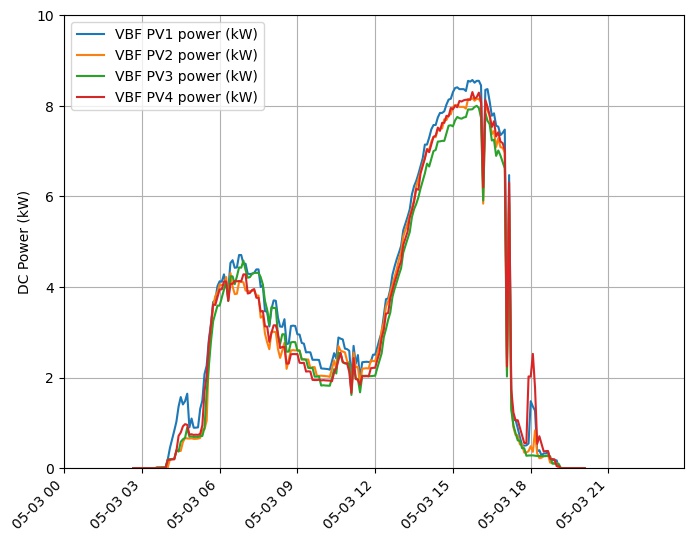 10
8
6
4
2
0
DC Power (kW)
VBF PV1 power (kW)
VBF PV2 power (kW)
VBF PV3 power (kW)
VBF PV4 power (kW)
05-03 00
05-03 03
05-03 06
05-03 09
05-03 12
05-03 15
05-03 18
05-03 21